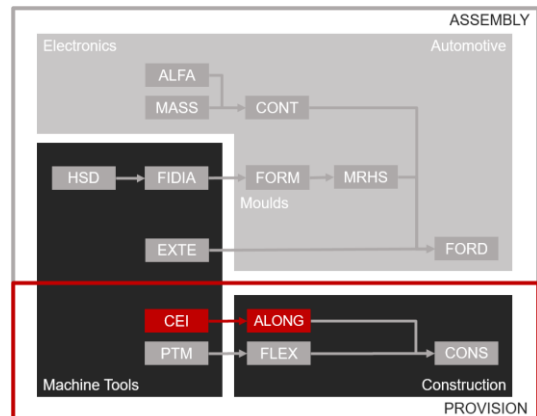 ASSEMBLY
Electronics Automotive
ALFA
MASS CONT
HSD FIDIA FORM MRHS
Moulds
EXTE FORD
CEI ALONG
PTM FLEX CONS
Machine Tools Construction
PROVISION